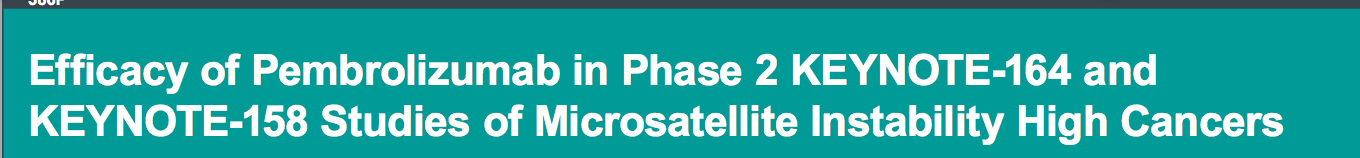 Efficacy of Pembrolizumab in Phase 2 KEYNOTE-164 and
KEYNOTE-158 Studies of Microsatellite Instability High Cancers